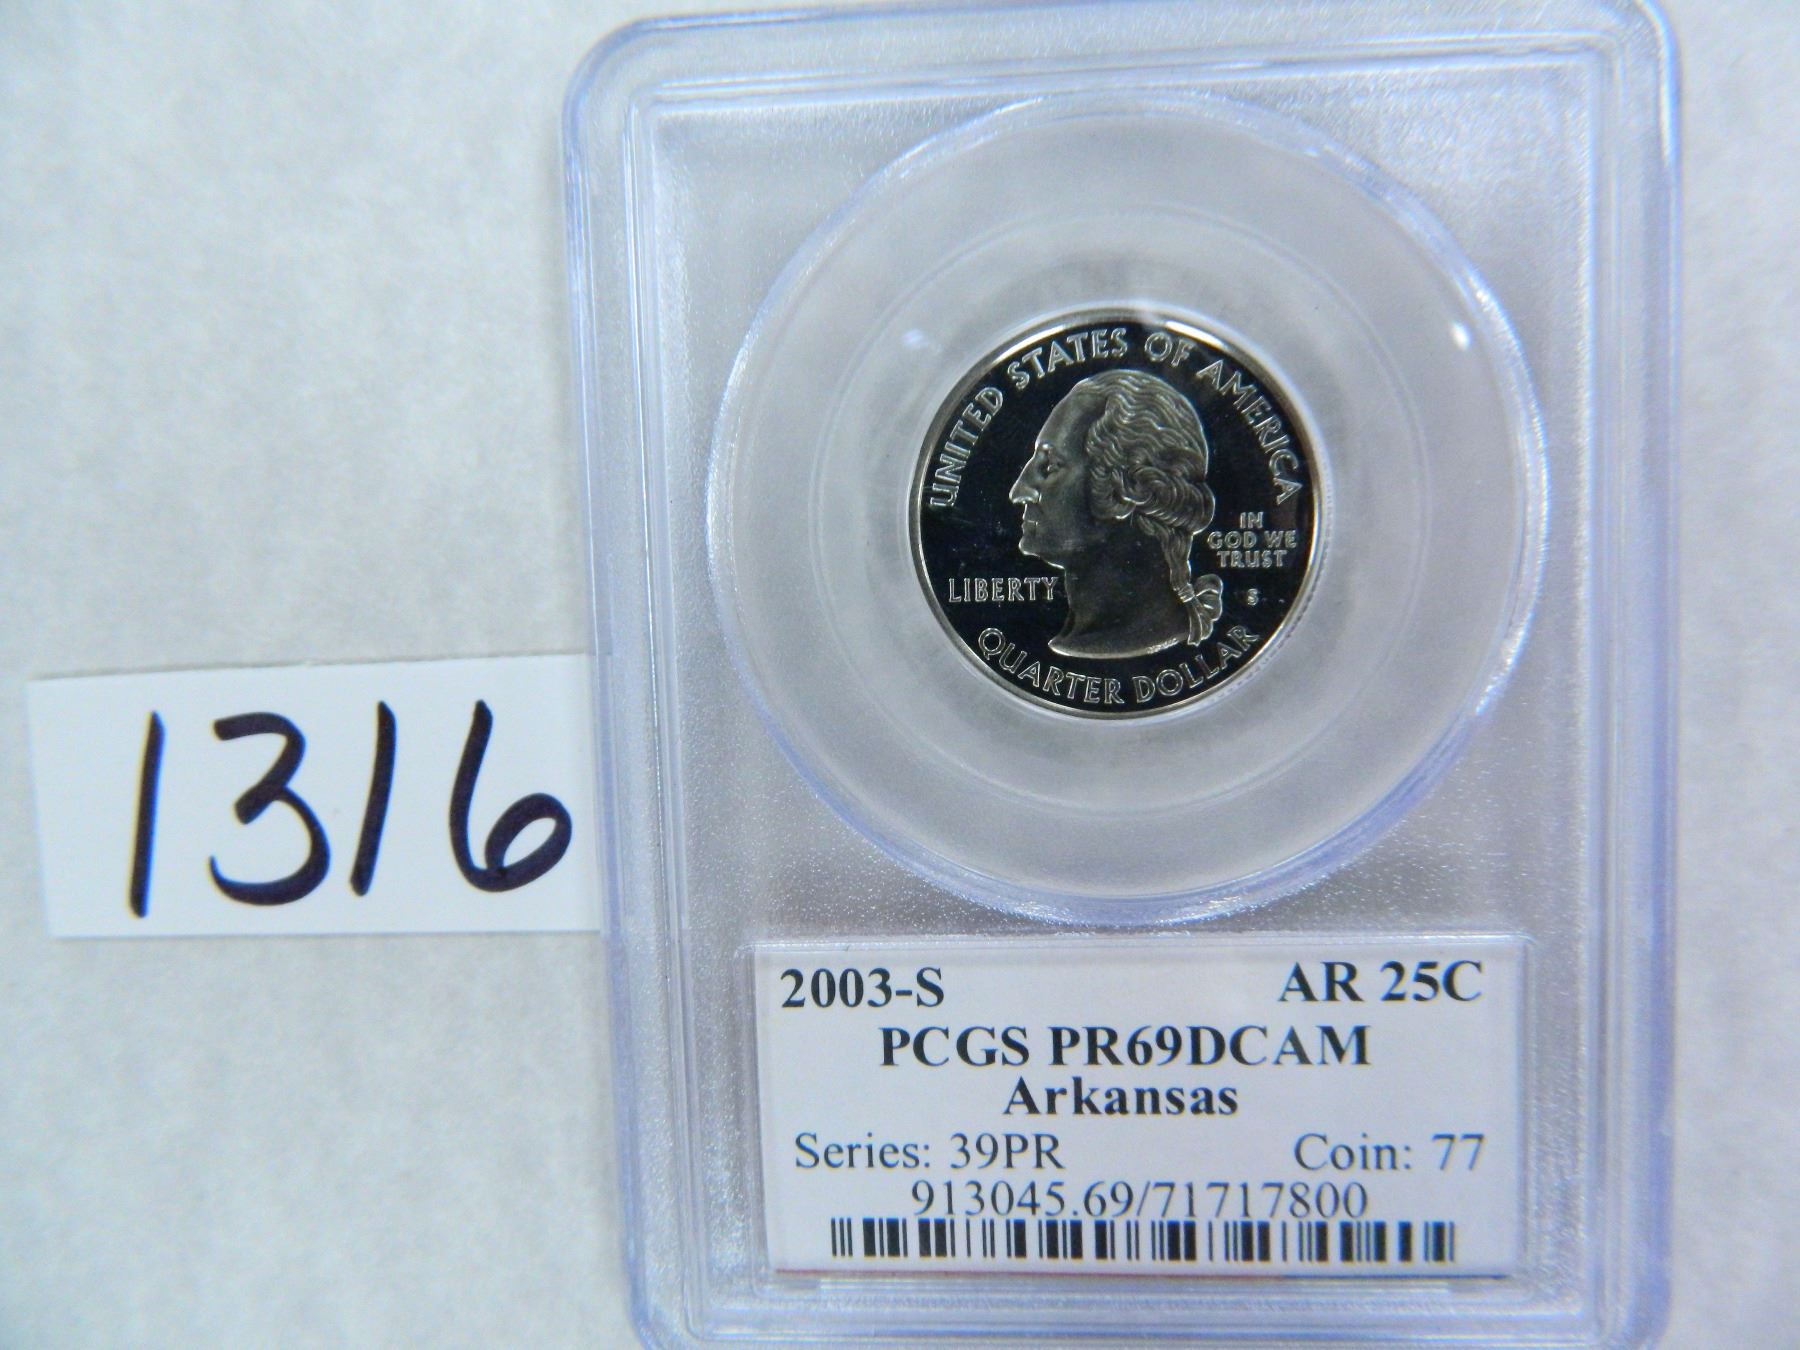 1316
UNITED STATES OF AMERICA
IN
GOD WE
TRUST
LIBERTY
S
QUARTER DOLLAR
2003-S AR 25C
PCGS PR69DCAM
Arkansas
Series: 39PR Coin: 77
913045.69/71717800